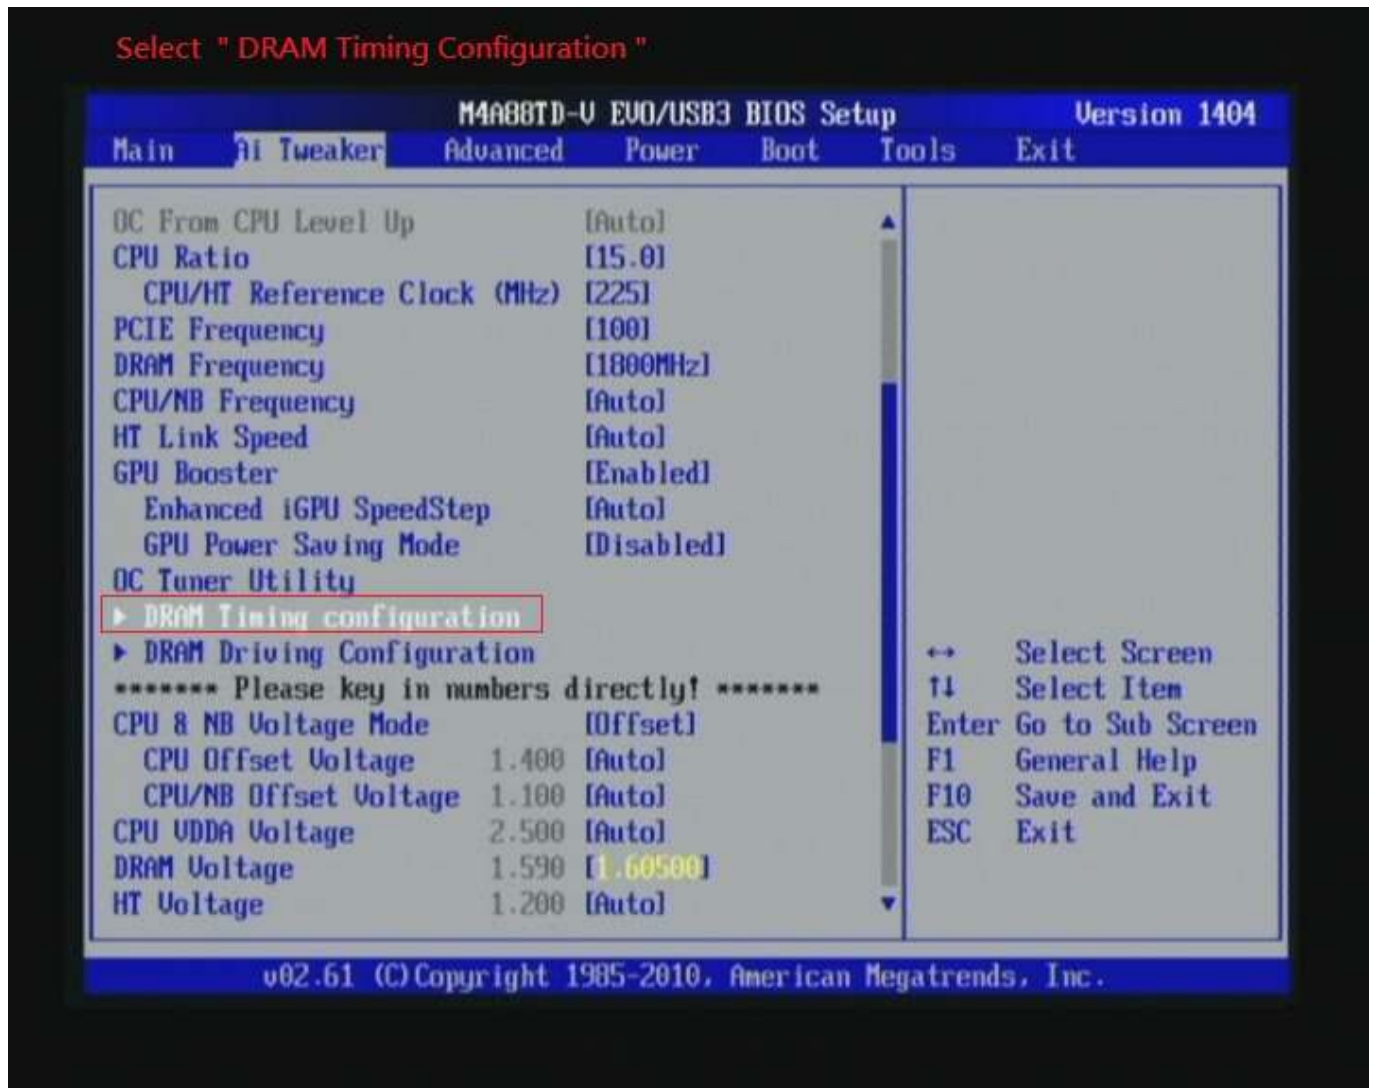 Select " DRAM Timing Configuration "
M4A88TD-V EVO/USB3 BIOS Setup Version 1404
Main Ai Tweaker Advanced Power Boot Tools Exit
OC From CPU Level Up [Auto]
CPU Ratio [15.0]
CPU/HT Reference Clock (MHz) [225]
PCIE Frequency [100]
DRAM Frequency [1800MHz]
CPU/NB Frequency [Auto]
HT Link Speed [Auto]
GPU Booster [Enabled]
Enhanced iGPU SpeedStep [Auto]
GPU Power Saving Mode [Disabled]
OC Tuner Utility
▶ DRAM Timing configuration
▶ DRAM Driving Configuration
******* Please key in numbers directly! *******
CPU & NB Voltage Mode [Offset]
CPU Offset Voltage 1.400 [Auto]
CPU/NB Offset Voltage 1.100 [Auto]
CPU VDDA Voltage 2.500 [Auto]
DRAM Voltage 1.590 [1.60500]
HT Voltage 1.200 [Auto]
↔ Select Screen
↑↓ Select Item
Enter Go to Sub Screen
F1 General Help
F10 Save and Exit
ESC Exit
v02.61 (C)Copyright 1985-2010, American Megatrends, Inc.